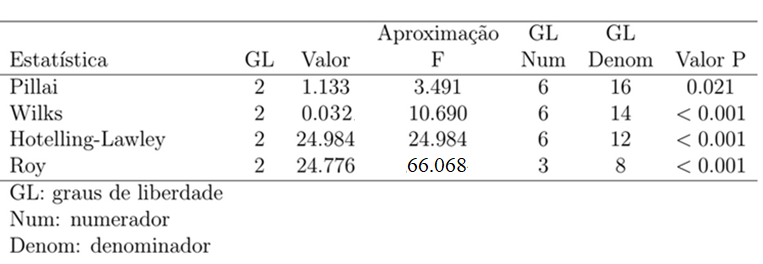 Aproximação GL GL
Estatística GL Valor F Num Denom Valor P
Pillai 2 1.133 3.491 6 16 0.021
Wilks 2 0.032 10.690 6 14 < 0.001
Hotelling-Lawley 2 24.984 24.984 6 12 < 0.001
Roy 2 24.776 66.068 3 8 < 0.001
GL: graus de liberdade
Num: numerador
Denom: denominador